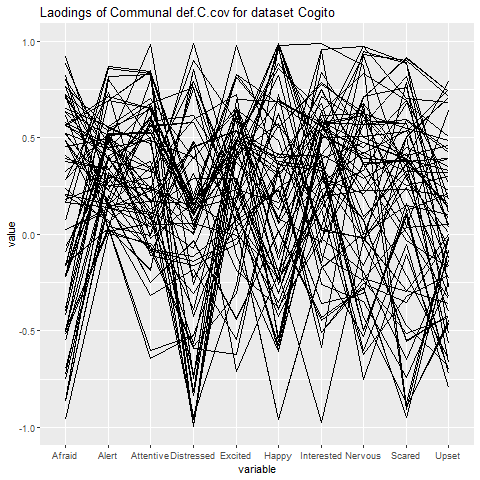 Laodings of Communal def.C.cov for dataset Cogito
1.0
0.5
0.0
-0.5
-1.0
value
Afraid Alert Attentive Distressed Excited Happy Interested Nervous Scared Upset
variable